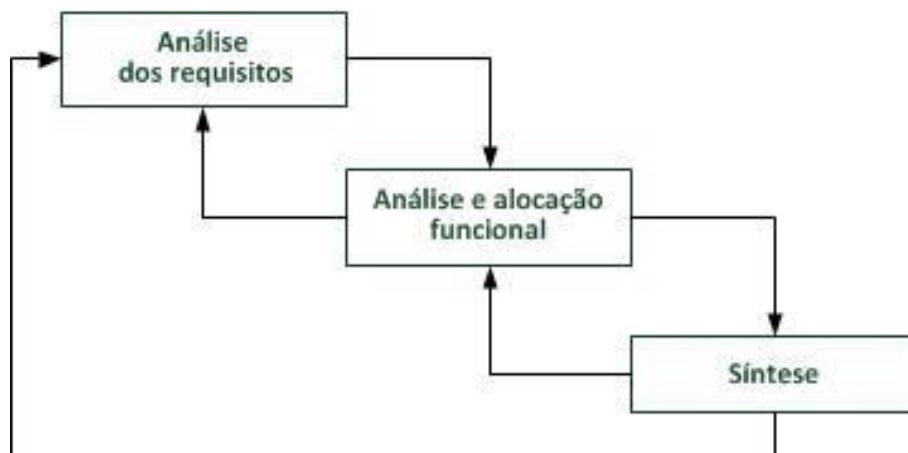 Análise
dos requisitos
Análise e alocação
funcional
Síntese